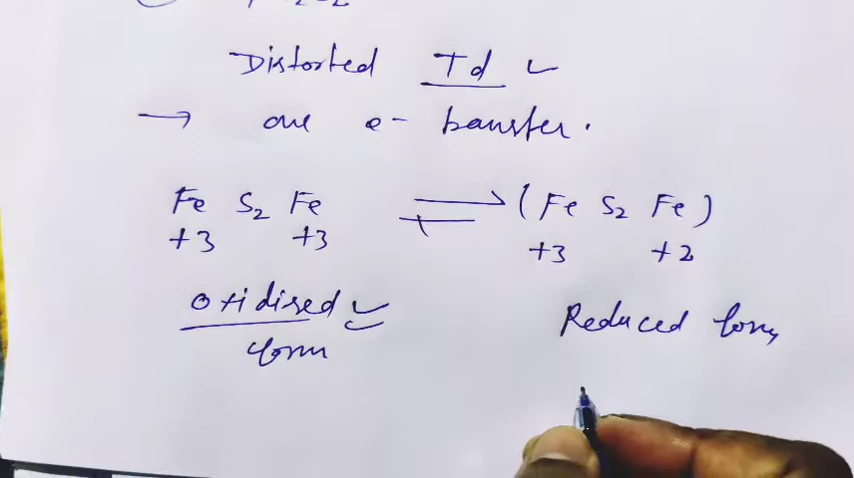 Distorted Td ✓
→ one e- transfer.
Fe S₂ Fe ⇌ (Fe S₂ Fe)
+3 +3 +3 +2
Oxidised ✓ Reduced form
form